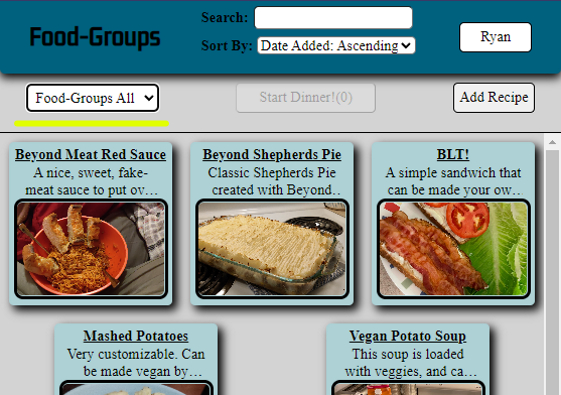 Food-Groups
Search:
Sort By: Date Added: Ascending
Ryan
Food-Groups All
Start Dinner!(0)
Add Recipe
Beyond Meat Red Sauce
A nice, sweet, fake-
meat sauce to put ov…
Beyond Shepherds Pie
Classic Shepherds Pie
created with Beyond…
BLT!
A simple sandwich that
can be made your ow…
Mashed Potatoes
Very customizable. Can
be made vegan by…
Vegan Potato Soup
This soup is loaded
with veggies, and ca…